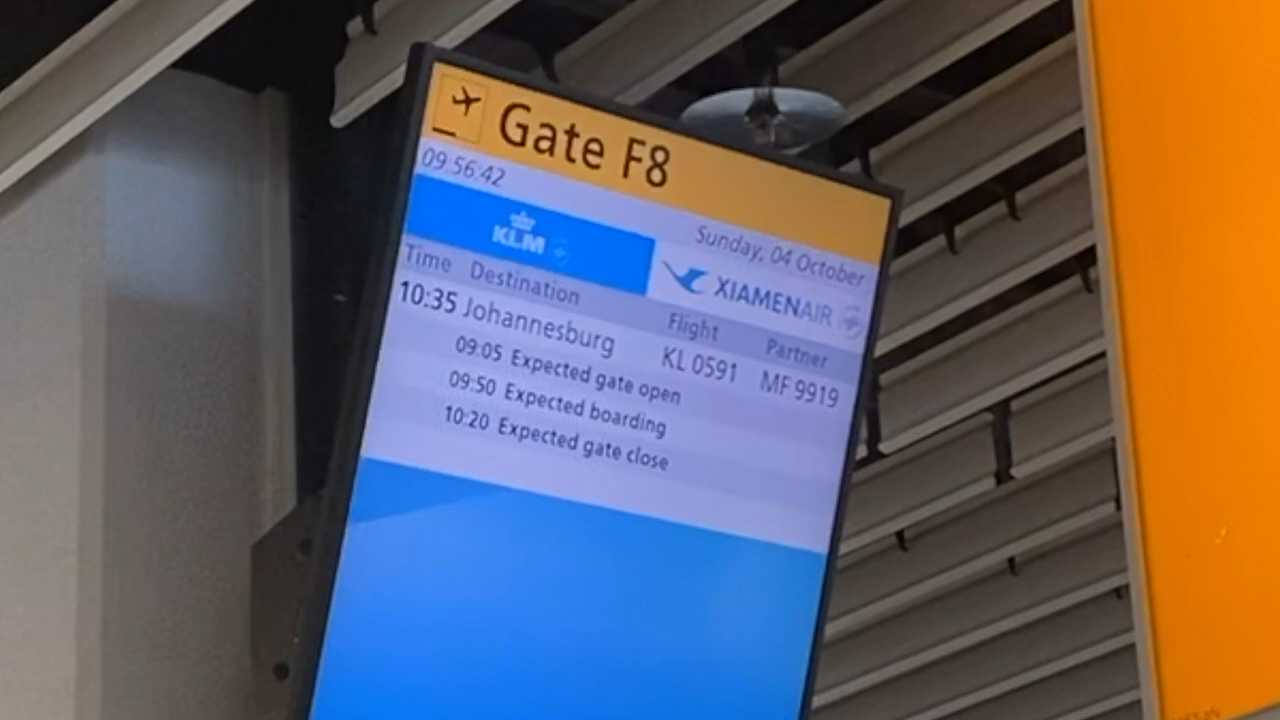 Gate F8
09:56:42
Sunday, 04 October
KLM
XIAMENAIR
Time Destination Flight Partner
10:35 Johannesburg KL 0591 MF 9919
09:05 Expected gate open
09:50 Expected boarding
10:20 Expected gate close